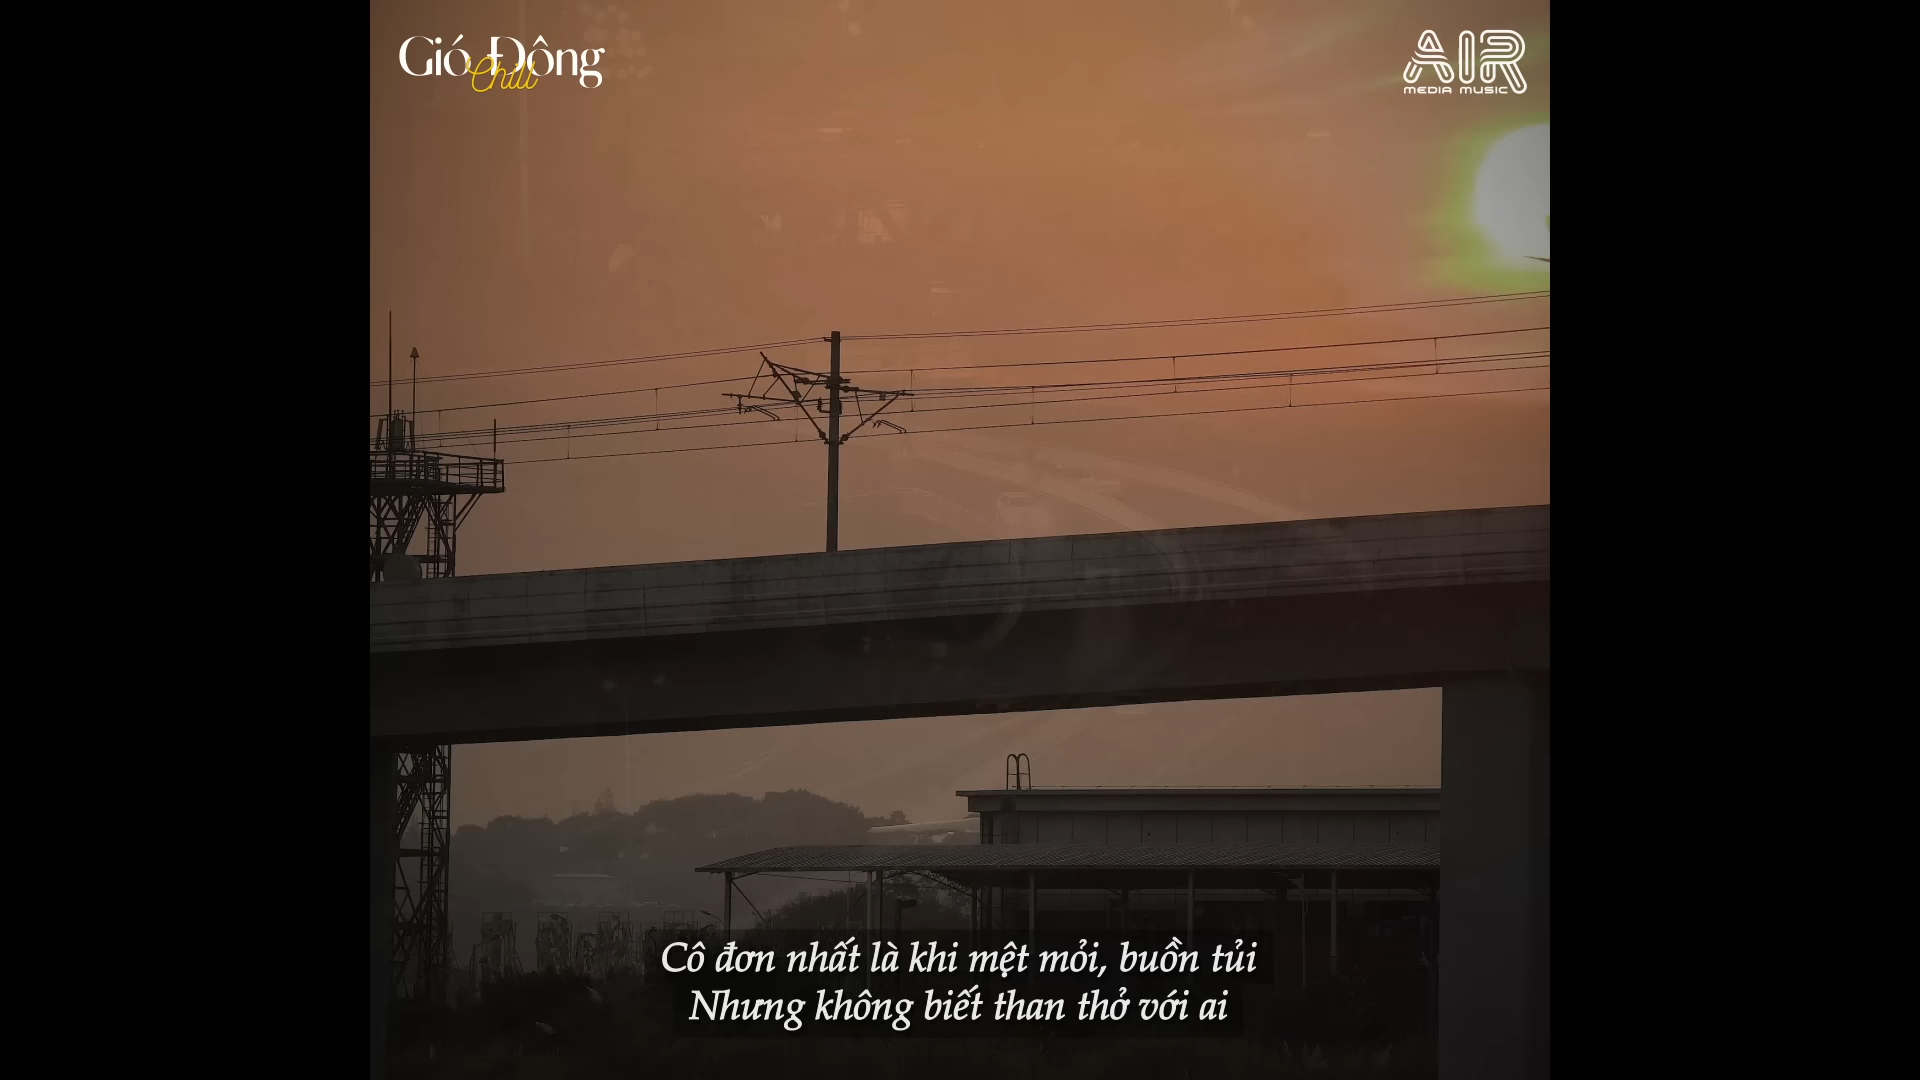 Gió Đông
Chill
AIR
MEDIA MUSIC
Cô đơn nhất là khi mệt mỏi, buồn tủi
Nhưng không biết than thở với ai